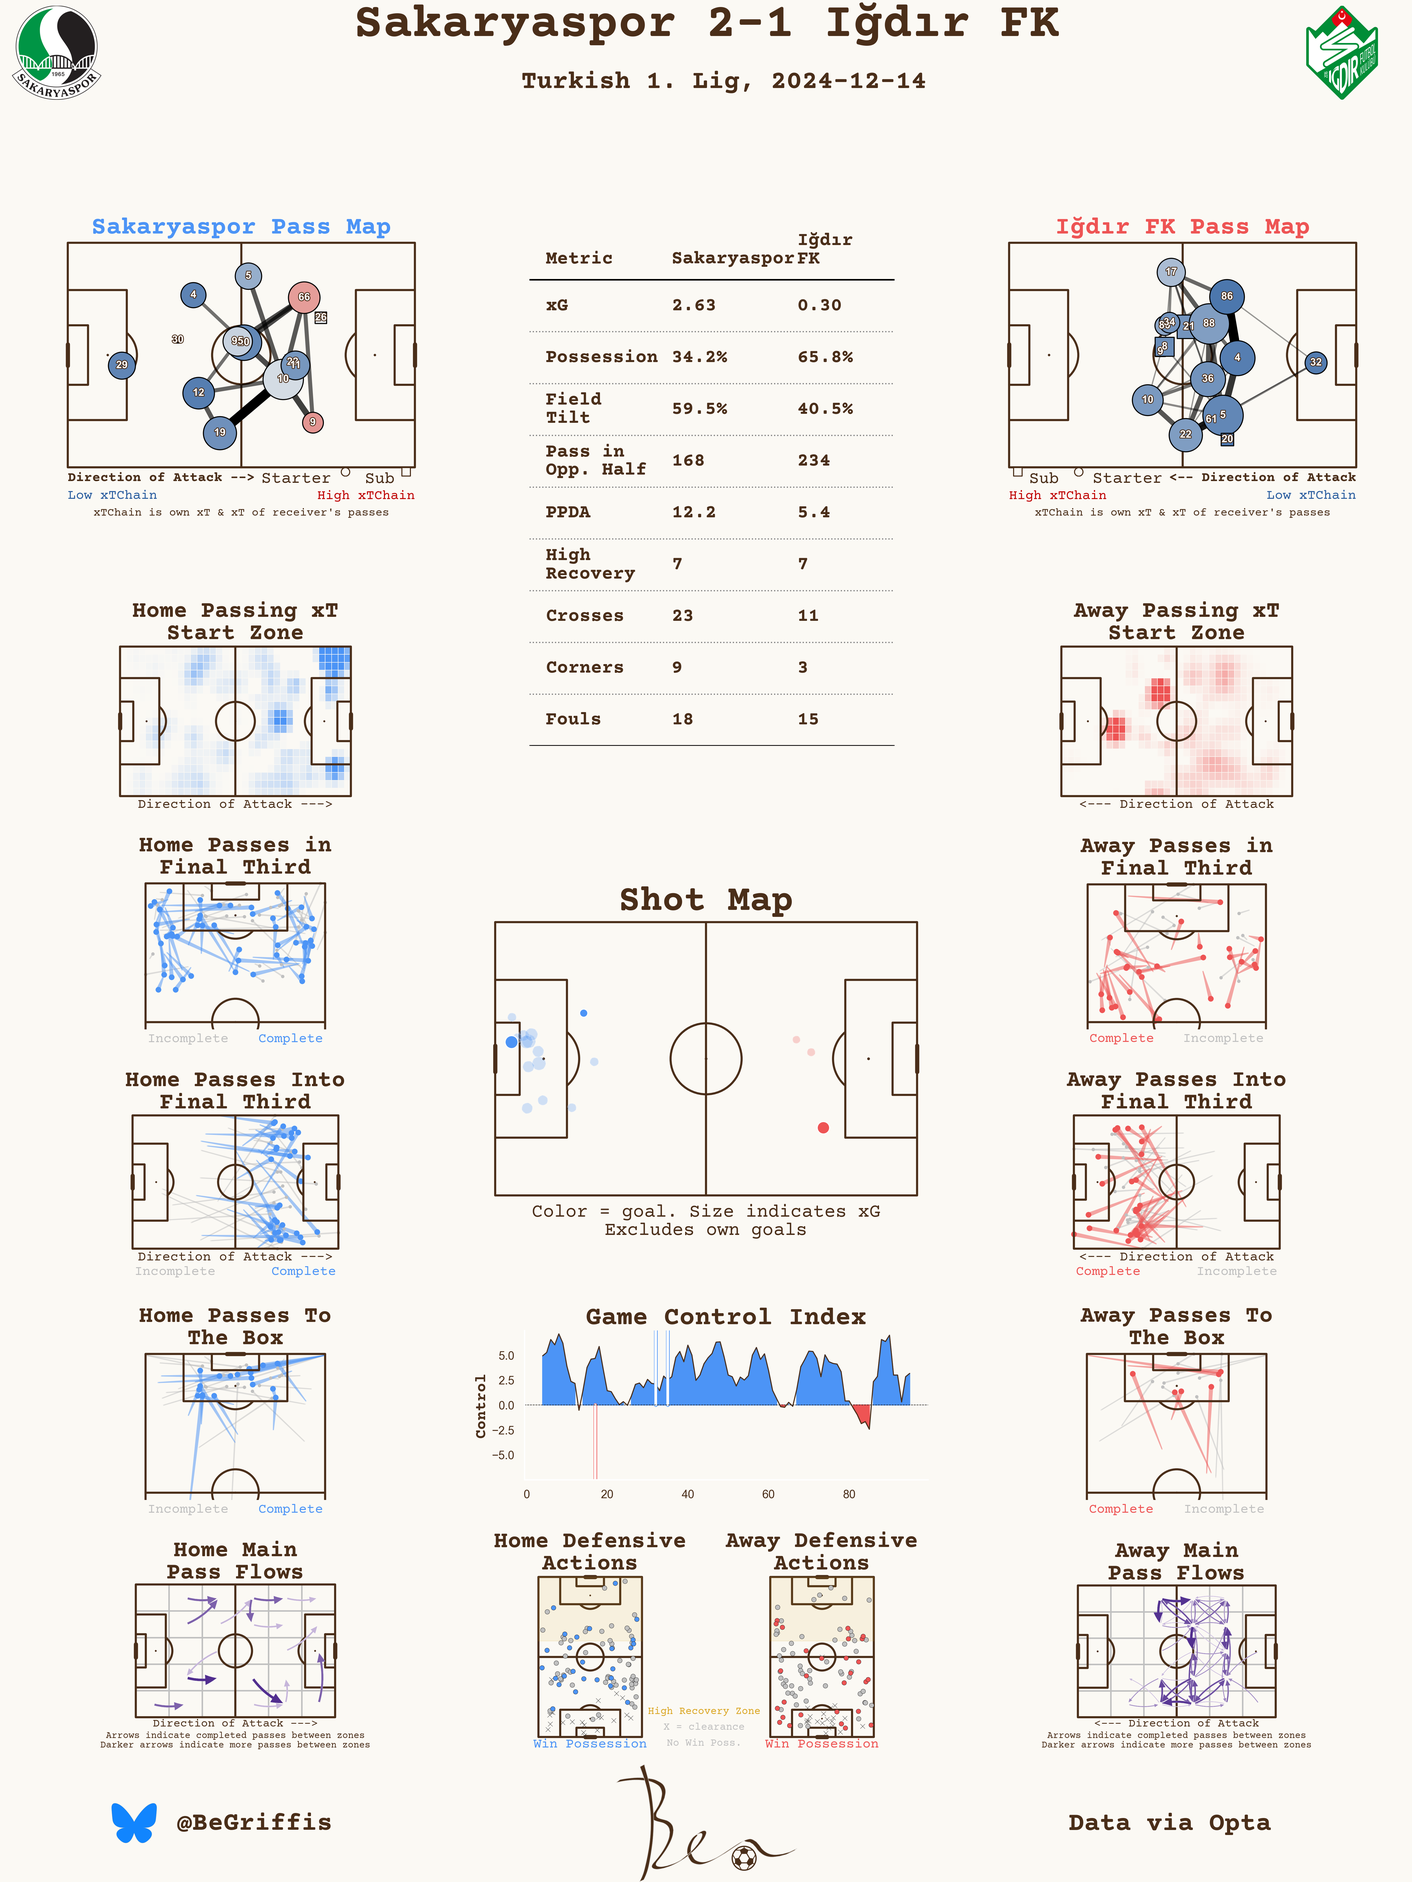 Sakaryaspor 2-1 Iğdır FK
Turkish 1. Lig, 2024-12-14
1965
SAKARYASPOR
IĞDIR
FUTBOL
KULÜBÜ
Sakaryaspor Pass Map
5
4
66
26
30
95
0
29
23
11
10
12
9
19
Direction of Attack --> Starter Sub
Low xTChain High xTChain
xTChain is own xT & xT of receiver's passes
Metric Sakaryaspor Iğdır FK
xG 2.63 0.30
Possession 34.2% 65.8%
Field Tilt 59.5% 40.5%
Pass in Opp. Half 168 234
PPDA 12.2 5.4
High Recovery 7 7
Crosses 23 11
Corners 9 3
Fouls 18 15
Iğdır FK Pass Map
17
86
34
21
88
8
9
4
32
36
10
5
61
22
20
Sub Starter <-- Direction of Attack
High xTChain Low xTChain
xTChain is own xT & xT of receiver's passes
Home Passing xT
Start Zone
Direction of Attack --->
Away Passing xT
Start Zone
<--- Direction of Attack
Home Passes in
Final Third
Incomplete Complete
Away Passes in
Final Third
Complete Incomplete
Shot Map
Color = goal. Size indicates xG
Excludes own goals
Home Passes Into
Final Third
Direction of Attack --->
Incomplete Complete
Away Passes Into
Final Third
<--- Direction of Attack
Complete Incomplete
Game Control Index
Control
5.0
2.5
0.0
−2.5
−5.0
0 20 40 60 80
Home Passes To
The Box
Incomplete Complete
Away Passes To
The Box
Complete Incomplete
Home Main
Pass Flows
Direction of Attack --->
Arrows indicate completed passes between zones
Darker arrows indicate more passes between zones
Home Defensive
Actions
Win Possession
High Recovery Zone
X = clearance
No Win Poss.
Away Defensive
Actions
Win Possession
Away Main
Pass Flows
<--- Direction of Attack
Arrows indicate completed passes between zones
Darker arrows indicate more passes between zones
@BeGriffis
Ben
Data via Opta